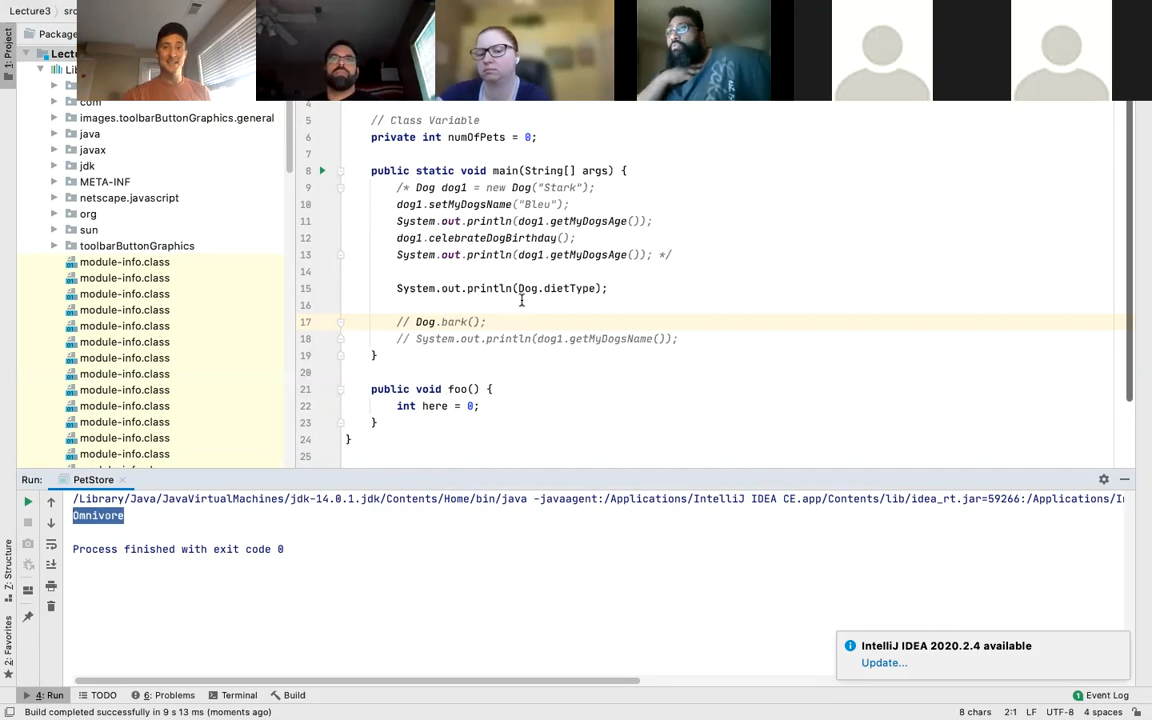 Lecture3
1: Project
Package
Lect
Lib
com
images.toolbarButtonGraphics.general
java
javax
jdk
META-INF
netscape.javascript
org
sun
toolbarButtonGraphics
module-info.class
module-info.class
module-info.class
module-info.class
module-info.class
module-info.class
module-info.class
module-info.class
module-info.class
module-info.class
module-info.class
module-info.class
module-info.class
4
5 // Class Variable
6 private int numOfPets = 0;
7
8 public static void main(String[] args) {
9 /* Dog dog1 = new Dog("Stark");
10 dog1.setMyDogsName("Bleu");
11 System.out.println(dog1.getMyDogsAge());
12 dog1.celebrateDogBirthday();
13 System.out.println(dog1.getMyDogsAge()); */
14
15 System.out.println(Dog.dietType);
16
17 // Dog.bark();
18 // System.out.println(dog1.getMyDogsName());
19 }
20
21 public void foo() {
22 int here = 0;
23 }
24 }
25
Run: PetStore
/Library/Java/JavaVirtualMachines/jdk-14.0.1.jdk/Contents/Home/bin/java -javaagent:/Applications/IntelliJ IDEA CE.app/Contents/lib/idea_rt.jar=59266:/Applications/I
Omnivore
Process finished with exit code 0
Z: Structure
2: Favorites
IntelliJ IDEA 2020.2.4 available
Update...
4: Run TODO 6: Problems Terminal Build 1 Event Log
Build completed successfully in 9 s 13 ms (moments ago) 8 chars 2:1 LF UTF-8 4 spaces